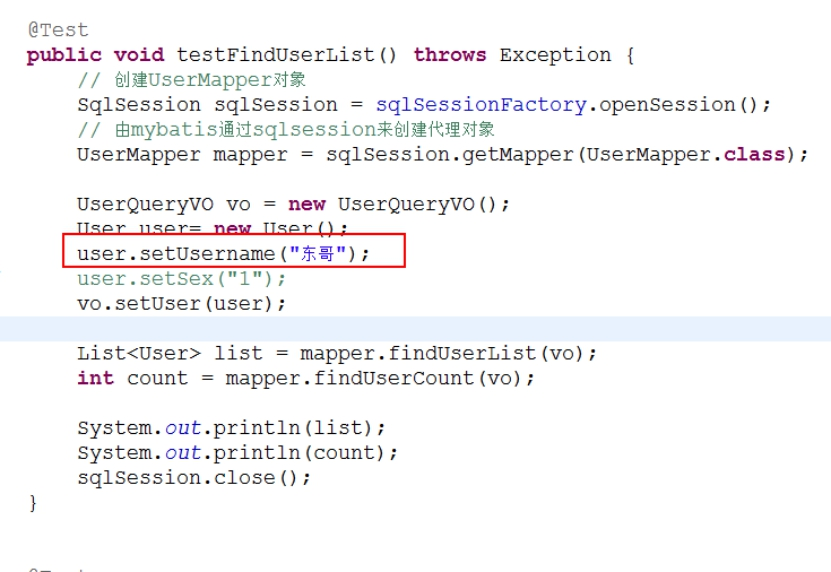 @Test
public void testFindUserList() throws Exception {
// 创建UserMapper对象
SqlSession sqlSession = sqlSessionFactory.openSession();
// 由mybatis通过sqlsession来创建代理对象
UserMapper mapper = sqlSession.getMapper(UserMapper.class);
UserQueryVO vo = new UserQueryVO();
User user= new User();
user.setUsername("东哥");
user.setSex("1");
vo.setUser(user);
List<User> list = mapper.findUserList(vo);
int count = mapper.findUserCount(vo);
System.out.println(list);
System.out.println(count);
sqlSession.close();
}